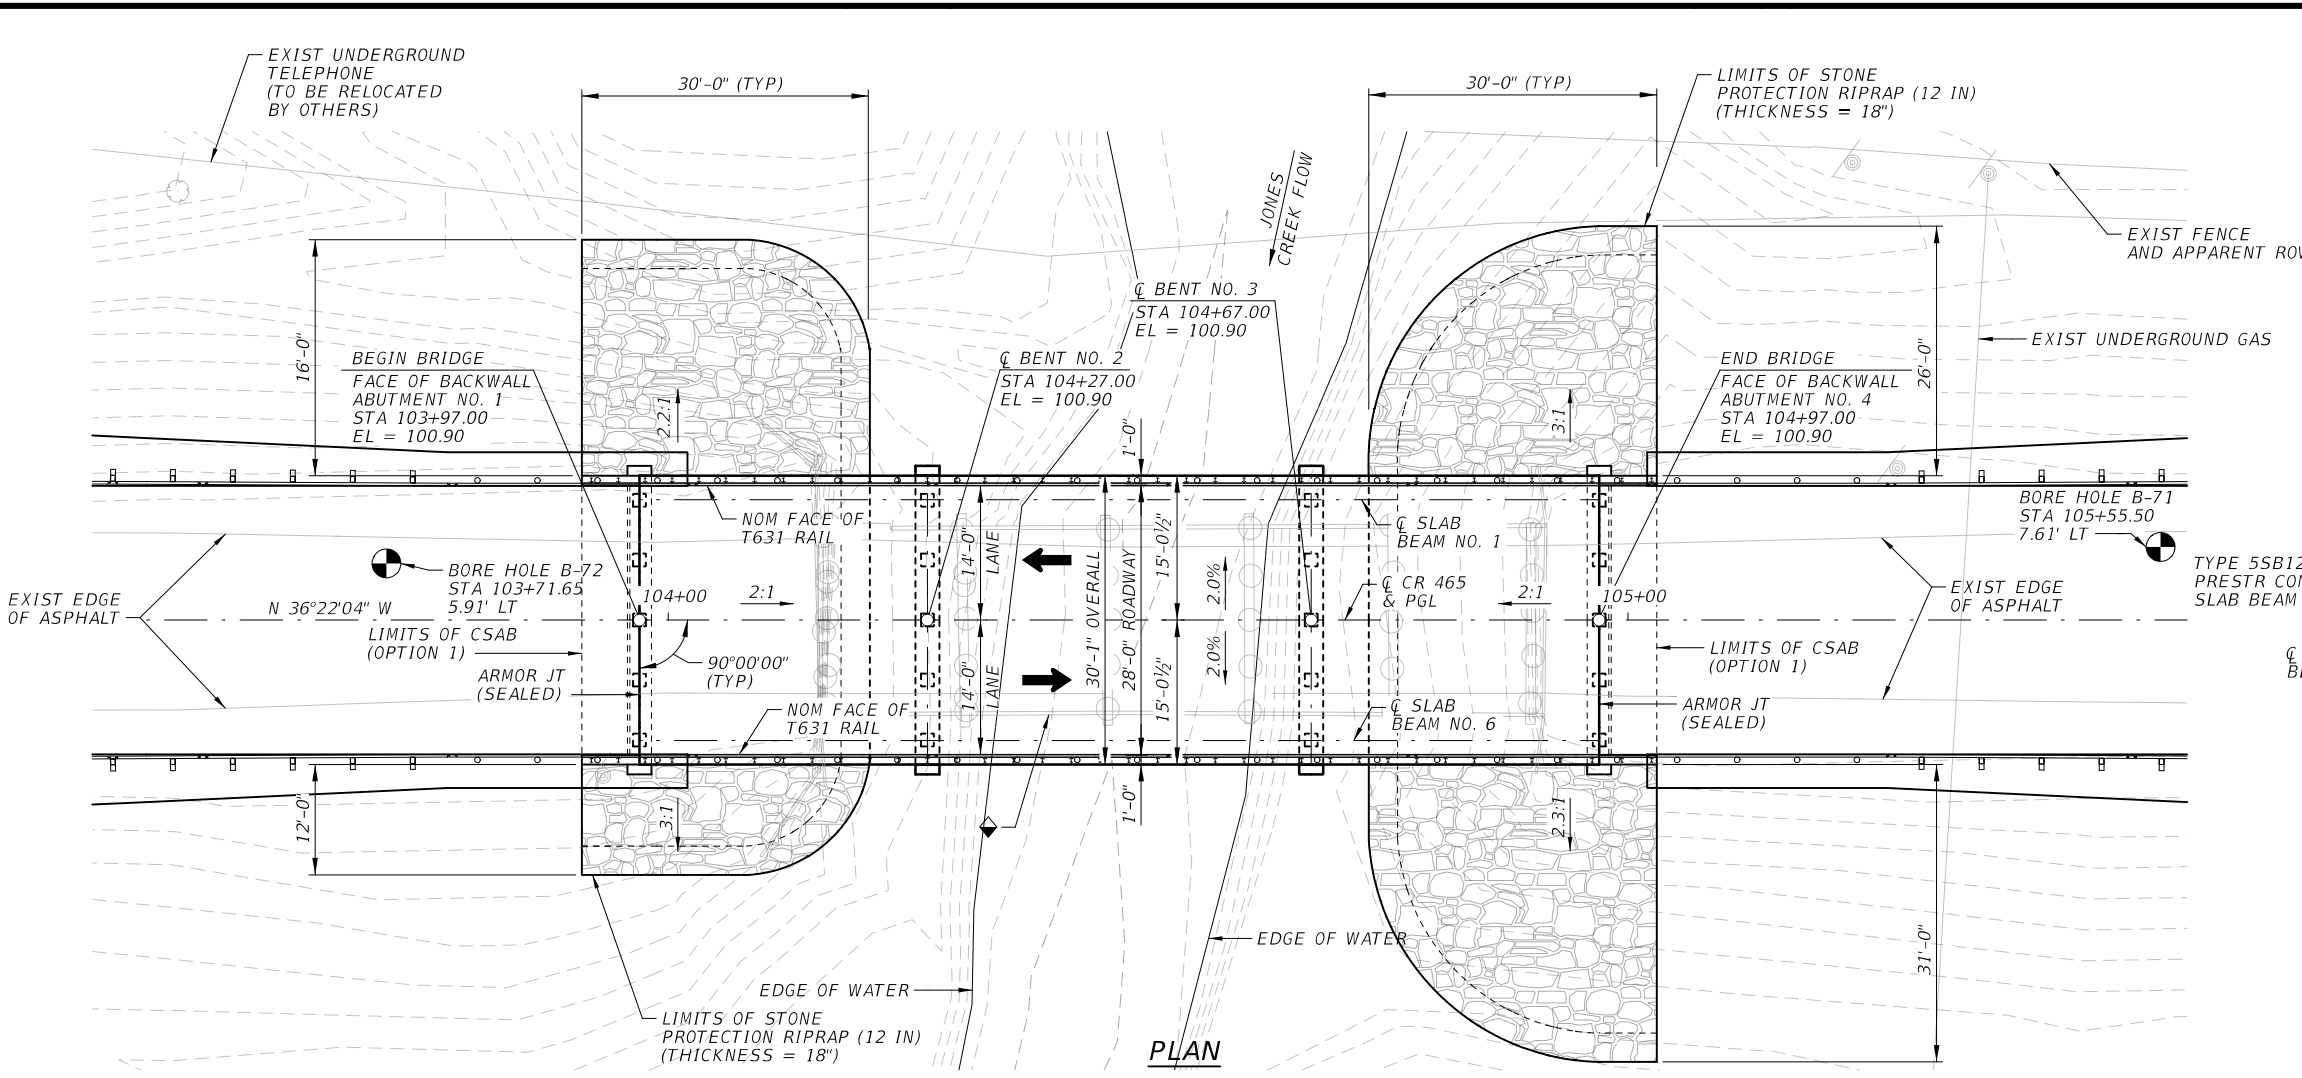 EXIST UNDERGROUND
TELEPHONE
(TO BE RELOCATED
BY OTHERS)
30'-0" (TYP)
30'-0" (TYP)
LIMITS OF STONE
PROTECTION RIPRAP (12 IN)
(THICKNESS = 18")
JONES
CREEK FLOW
EXIST FENCE
AND APPARENT
16'-0"
26'-0"
EXIST UNDERGROUND GAS
℄ BENT NO. 3
STA 104+67.00
EL = 100.90
℄ BENT NO. 2
STA 104+27.00
EL = 100.90
BEGIN BRIDGE
FACE OF BACKWALL
ABUTMENT NO. 1
STA 103+97.00
EL = 100.90
END BRIDGE
FACE OF BACKWALL
ABUTMENT NO. 4
STA 104+97.00
EL = 100.90
2.2:1
3:1
1'-0"
NOM FACE OF
T631 RAIL
℄ SLAB
BEAM NO. 1
BORE HOLE B-71
STA 105+55.50
7.61' LT
BORE HOLE B-72
STA 103+71.65
5.91' LT
TYPE 5SB12
PRESTR
SLAB BEAM
EXIST EDGE
OF ASPHALT
N 36°22'04" W
104+00
2:1
14'-0"
LANE
30'-1" OVERALL
28'-0" ROADWAY
15'-0½"
2.0%
℄ CR 465
& PGL
2:1
105+00
EXIST EDGE
OF ASPHALT
LIMITS OF CSAB
(OPTION 1)
90°00'00"
(TYP)
ARMOR JT
(SEALED)
14'-0"
LANE
15'-0½"
2.0%
LIMITS OF CSAB
(OPTION 1)
℄
ARMOR JT
(SEALED)
NOM FACE OF
T631 RAIL
℄ SLAB
BEAM NO. 6
12'-0"
3:1
1'-0"
2.3:1
31'-0"
EDGE OF WATER
EDGE OF WATER
LIMITS OF STONE
PROTECTION RIPRAP (12 IN)
(THICKNESS = 18")
PLAN